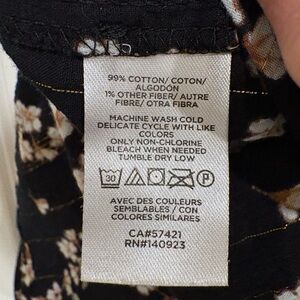 99% COTTON/ COTON/
ALGODÓN
1% OTHER FIBER/ AUTRE
FIBRE/ OTRA FIBRA
MACHINE WASH COLD
DELICATE CYCLE WITH LIKE
COLORS
ONLY NON-CHLORINE
BLEACH WHEN NEEDED
TUMBLE DRY LOW
P
AVEC DES COULEURS
SEMBLABLES / CON
COLORES SIMILARES
CA#57421
RN#140923